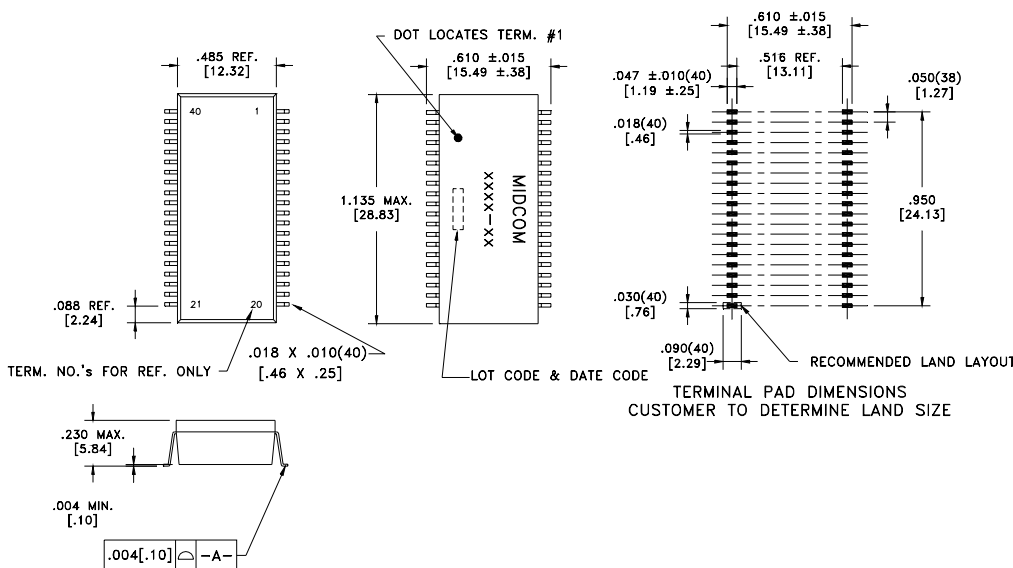 .485 REF.
[12.32]
40 1
21 20
.088 REF.
[2.24]
TERM. NO.'s FOR REF. ONLY
.018 X .010(40)
[.46 X .25]
DOT LOCATES TERM. #1
.610 ±.015
[15.49 ±.38]
1.135 MAX.
[28.83]
MIDCOM
XXXX-XX
LOT CODE & DATE CODE
.610 ±.015
[15.49 ±.38]
.516 REF.
[13.11]
.047 ±.010(40)
[1.19 ±.25]
.050(38)
[1.27]
.018(40)
[.46]
.950
[24.13]
.030(40)
[.76]
.090(40)
[2.29]
RECOMMENDED LAND LAYOUT
TERMINAL PAD DIMENSIONS
CUSTOMER TO DETERMINE LAND SIZE
.230 MAX.
[5.84]
.004 MIN.
[.10]
.004[.10] ⌓ -A-